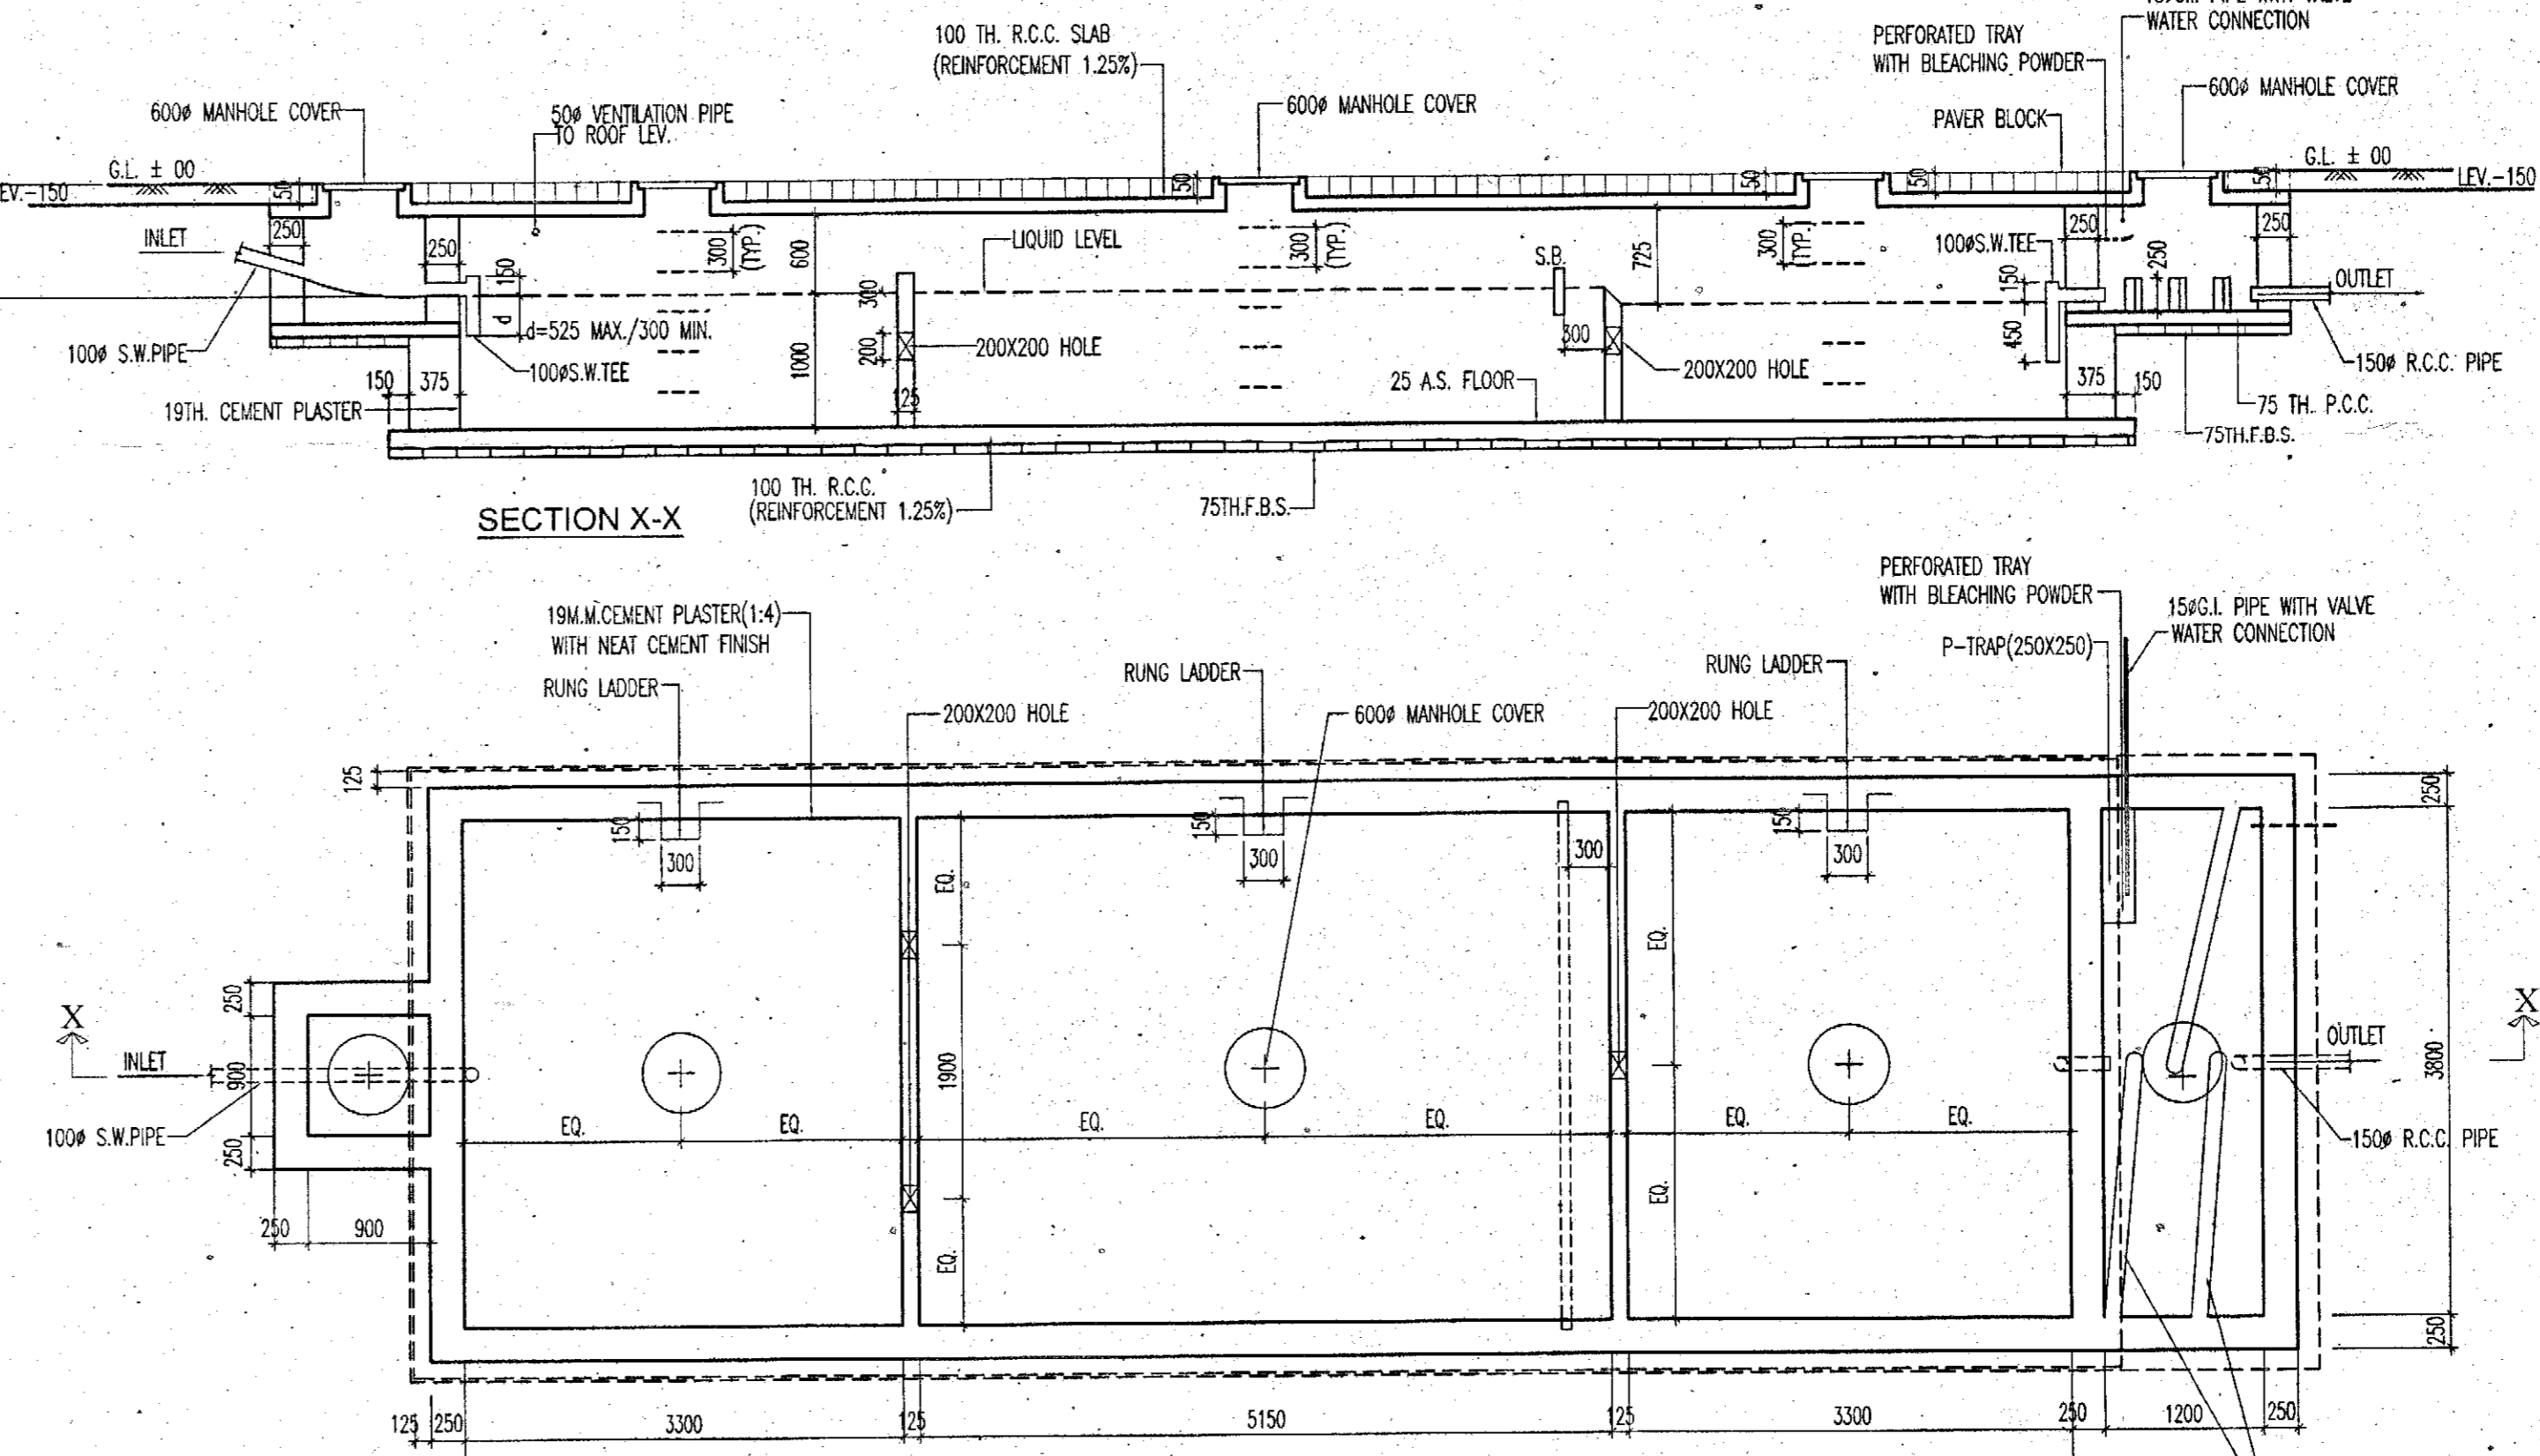 100 TH. R.C.C. SLAB
(REINFORCEMENT 1.25%)
WATER CONNECTION
PERFORATED TRAY
WITH BLEACHING POWDER
600ø MANHOLE COVER
50ø VENTILATION PIPE
TO ROOF LEV.
600ø MANHOLE COVER
PAVER BLOCK
600ø MANHOLE COVER
G.L. ± 00
G.L. ± 00
EV.-150
50
50
50
50
50
LEV.-150
INLET
250
250
150
300
(TYP.)
600
LIQUID LEVEL
300
(TYP.)
S.B.
725
300
(TYP.)
100øS.W.TEE
250
250
250
150
OUTLET
300
d
d=525 MAX./300 MIN.
100ø S.W.PIPE
100øS.W.TEE
200
200X200 HOLE
1000
300
200X200 HOLE
450
150ø R.C.C. PIPE
150
375
125
25 A.S. FLOOR
375
150
19TH. CEMENT PLASTER
75 TH. P.C.C.
75TH.F.B.S.
100 TH. R.C.C.
(REINFORCEMENT 1.25%)
75TH.F.B.S.
SECTION X-X
PERFORATED TRAY
WITH BLEACHING POWDER
19M.M.CEMENT PLASTER(1:4)
WITH NEAT CEMENT FINISH
15øG.I. PIPE WITH VALVE
WATER CONNECTION
P-TRAP(250X250)
RUNG LADDER
RUNG LADDER
RUNG LADDER
200X200 HOLE
600ø MANHOLE COVER
200X200 HOLE
125
250
150
300
150
300
300
150
300
EQ.
EQ.
250
X
X
INLET
900
1900
OUTLET
3800
100ø S.W.PIPE
250
EQ.
EQ.
EQ.
EQ.
EQ.
EQ.
150ø R.C.C. PIPE
EQ.
EQ.
250
900
250
125
250
3300
125
5150
125
3300
250
1200
250